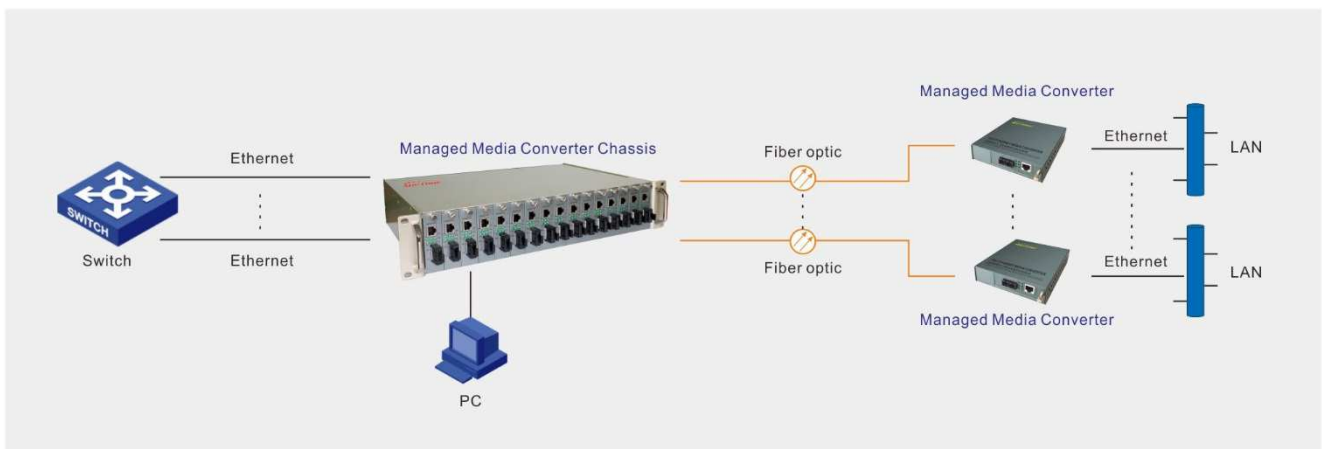 Managed Media Converter
Ethernet
Managed Media Converter Chassis
Fiber optic
Ethernet
LAN
SWITCH
Switch
Ethernet
Fiber optic
Ethernet
LAN
Managed Media Converter
PC